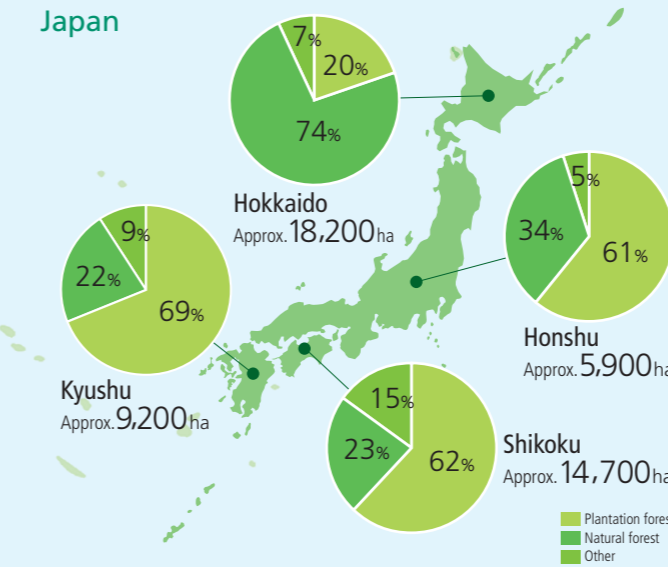 Japan
7%
20%
74%
Hokkaido
Approx. 18,200 ha
5%
34%
61%
Honshu
Approx. 5,900 ha
9%
22%
69%
Kyushu
Approx. 9,200 ha
15%
23%
62%
Shikoku
Approx. 14,700 ha
Plantation fores
Natural forest
Other